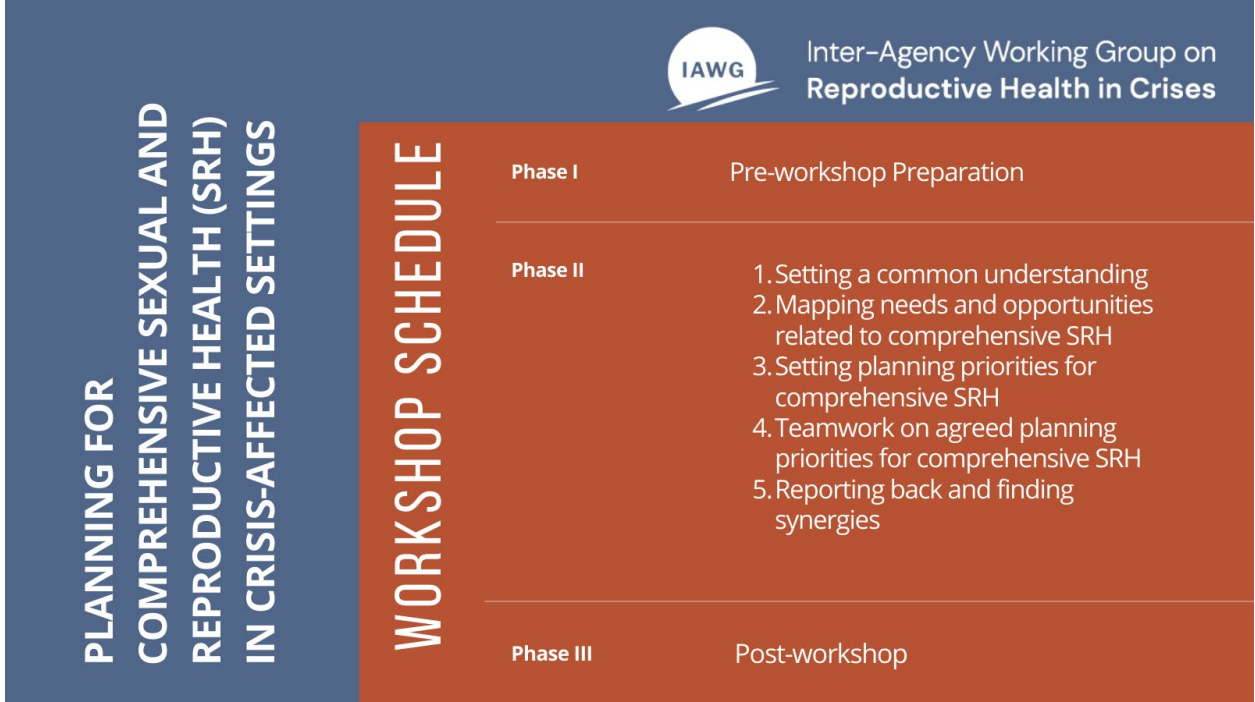 PLANNING FOR
COMPREHENSIVE SEXUAL AND
REPRODUCTIVE HEALTH (SRH)
IN CRISIS-AFFECTED SETTINGS
IAWG
Inter-Agency Working Group on
Reproductive Health in Crises
WORKSHOP SCHEDULE
Phase I
Pre-workshop Preparation
Phase II
1. Setting a common understanding
2. Mapping needs and opportunities
related to comprehensive SRH
3. Setting planning priorities for
comprehensive SRH
4. Teamwork on agreed planning
priorities for comprehensive SRH
5. Reporting back and finding
synergies
Phase III
Post-workshop